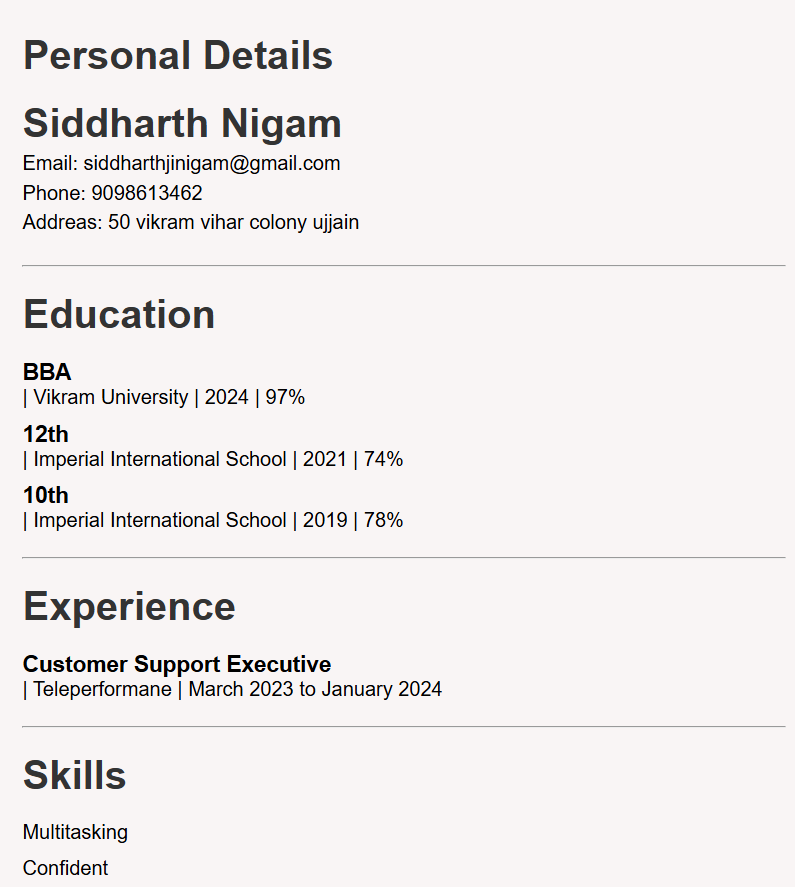 Personal Details
Siddharth Nigam
Email: siddharthjinigam@gmail.com
Phone: 9098613462
Addreas: 50 vikram vihar colony ujjain
Education
BBA
| Vikram University | 2024 | 97%
12th
| Imperial International School | 2021 | 74%
10th
| Imperial International School | 2019 | 78%
Experience
Customer Support Executive
| Teleperformane | March 2023 to January 2024
Skills
Multitasking
Confident